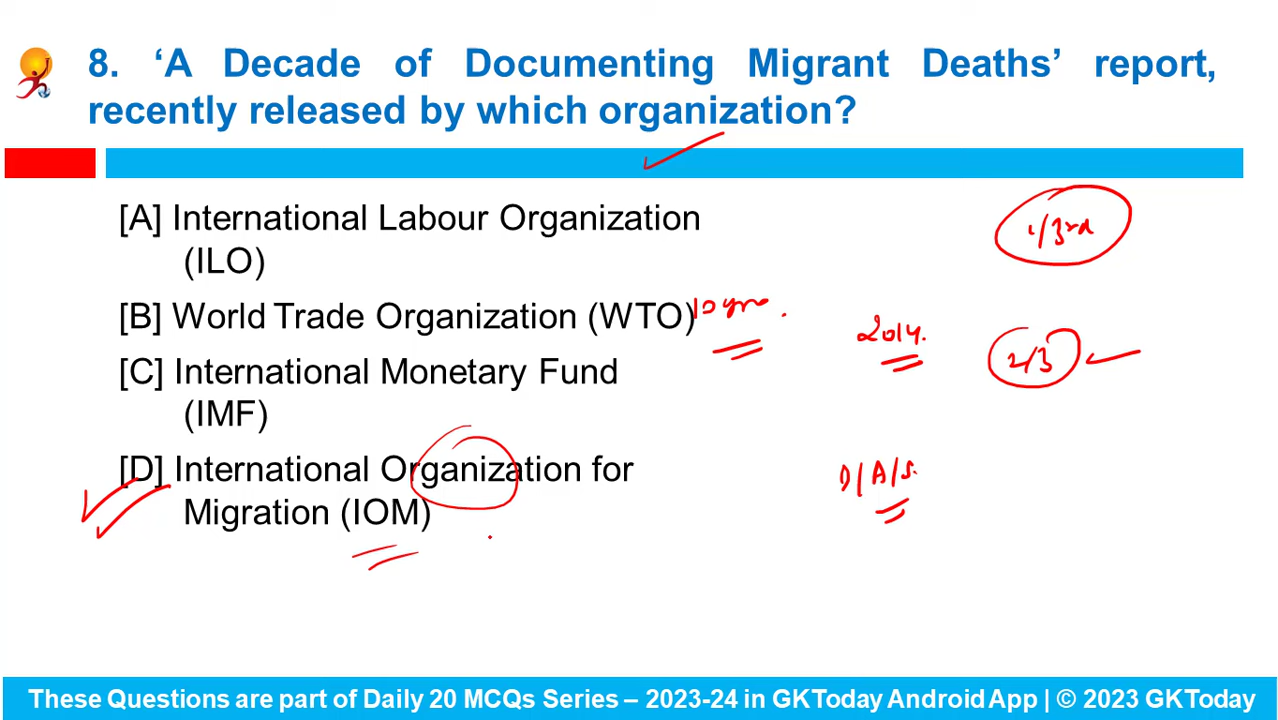 8. ‘A Decade of Documenting Migrant Deaths’ report,
recently released by which organization?
[A] International Labour Organization
(ILO)
1/3rd
[B] World Trade Organization (WTO)
10 yrs.
2014.
[C] International Monetary Fund
(IMF)
2/3
[D] International Organization for
Migration (IOM)
D/A/S.
These Questions are part of Daily 20 MCQs Series – 2023-24 in GKToday Android App | © 2023 GKToday